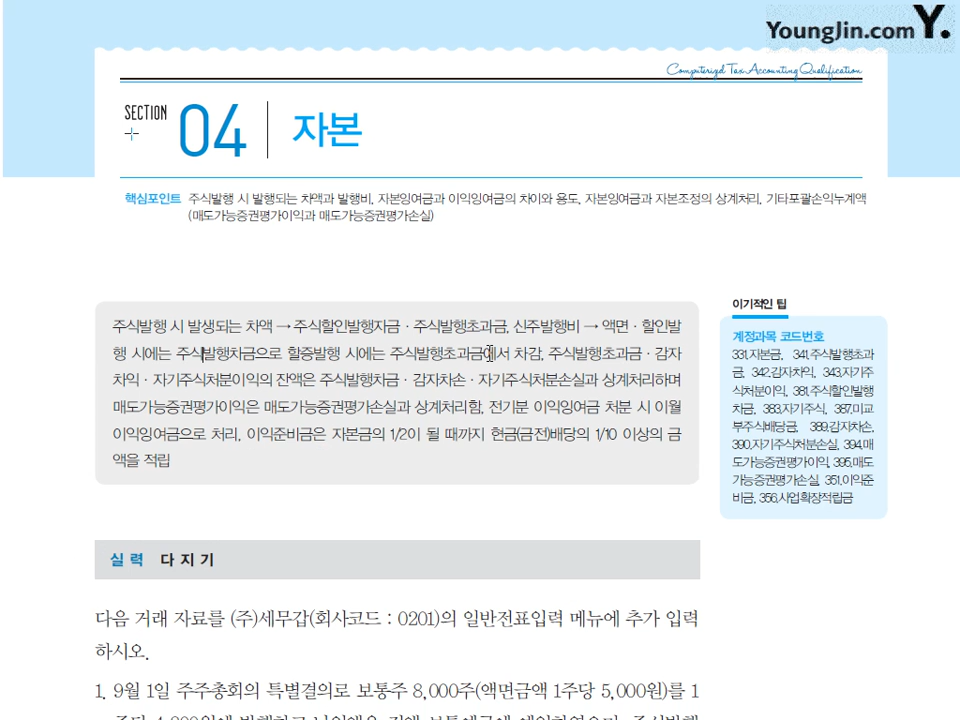 YoungJin.com Y.
Computerized Tax Accounting Qualification
SECTION 04 자본
핵심포인트 주식발행 시 발행되는 차액과 발행비, 자본잉여금과 이익잉여금의 차이와 용도, 자본잉여금과 자본조정의 상계처리, 기타포괄손익누계액
(매도가능증권평가이익과 매도가능증권평가손실)
주식발행 시 발생되는 차액 → 주식할인발행차금 · 주식발행초과금, 신주발행비 → 액면 · 할인발
행 시에는 주식발행차금으로 할증발행 시에는 주식발행초과금에서 차감, 주식발행초과금 · 감자
차익 · 자기주식처분이익의 잔액은 주식발행차금 · 감자차손 · 자기주식처분손실과 상계처리하며
매도가능증권평가이익은 매도가능증권평가손실과 상계처리함, 전기분 이익잉여금 처분 시 이월
이익잉여금으로 처리, 이익준비금은 자본금의 1/2이 될 때까지 현금(금전)배당의 1/10 이상의 금
액을 적립
이기적인 팁
계정과목 코드번호
331.자본금, 341.주식발행초과
금, 342.감자차익, 343.자기주
식처분이익, 381.주식할인발행
차금, 383.자기주식, 387.미교
부주식배당금, 389.감자차손,
390.자기주식처분손실, 394.매
도가능증권평가이익, 395.매도
가능증권평가손실, 351.이익준
비금, 356.사업확장적립금
실력 다지기
다음 거래 자료를 (주)세무갑(회사코드 : 0201)의 일반전표입력 메뉴에 추가 입력
하시오.
1. 9월 1일 주주총회의 특별결의로 보통주 8,000주(액면금액 1주당 5,000원)를 1